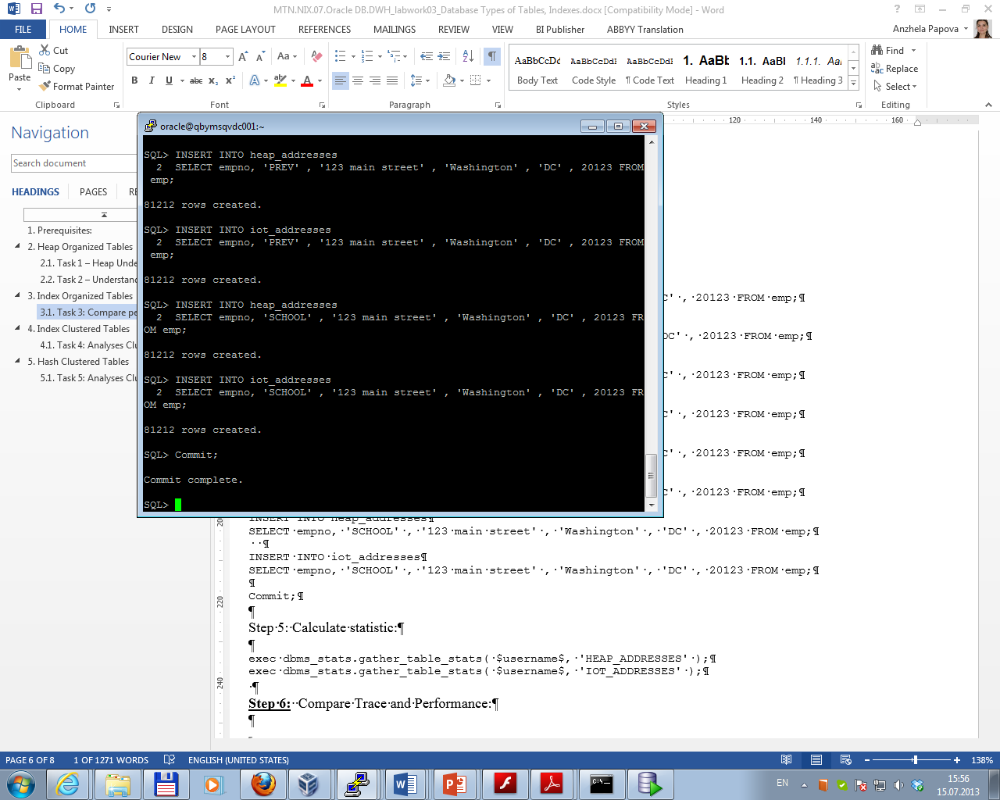 MTN.NIX.07.Oracle DB.DWH_labwork03_Database Types of Tables, Indexes.docx [Compatibility Mode] - Word
FILE HOME INSERT DESIGN PAGE LAYOUT REFERENCES MAILINGS REVIEW VIEW BI Publisher ABBYY Translation Anzhela Papova
Paste
Cut
Copy
Format Painter
Clipboard
Courier New 8
Font
Paragraph
AaBbCcDd AaBbCcDdE AaBbCcDdE 1. AaBb 1.1. AaBl 1.1.1. Aa
Body Text Code Style ¶ Code Text Heading 1 Heading 2 ¶ Heading 3
Styles
Find
Replace
Select
Editing
Navigation
Search document
HEADINGS PAGES RE
1. Prerequisites:
2. Heap Organized Tables
2.1. Task 1 – Heap Unde
2.2. Task 2 – Understand
3. Index Organized Tables
3.1. Task 3: Compare pe
4. Index Clustered Tables
4.1. Task 4: Analyses Clu
5. Hash Clustered Tables
5.1. Task 5: Analyses Clu
oracle@qbymsqvdc001:~
SQL> INSERT INTO heap_addresses
2 SELECT empno, 'PREV' , '123 main street' , 'Washington' , 'DC' , 20123 FROM
emp;
81212 rows created.
SQL> INSERT INTO iot_addresses
2 SELECT empno, 'PREV' , '123 main street' , 'Washington' , 'DC' , 20123 FROM
emp;
81212 rows created.
SQL> INSERT INTO heap_addresses
2 SELECT empno, 'SCHOOL' , '123 main street' , 'Washington' , 'DC' , 20123 FR
OM emp;
81212 rows created.
SQL> INSERT INTO iot_addresses
2 SELECT empno, 'SCHOOL' , '123 main street' , 'Washington' , 'DC' , 20123 FR
OM emp;
81212 rows created.
SQL> Commit;
Commit complete.
SQL>
120 140 160
C'·,·20123·FROM·emp;¶
DC'·,·20123·FROM·emp;¶
C'·,·20123·FROM·emp;¶
C'·,·20123·FROM·emp;¶
C'·,·20123·FROM·emp;¶
C'·,·20123·FROM·emp;¶
INSERT·INTO·heap_addresses¶
SELECT·empno,·'SCHOOL'·,·'123·main·street'·,·'Washington'·,·'DC'·,·20123·FROM·emp;¶
··¶
INSERT·INTO·iot_addresses¶
SELECT·empno,·'SCHOOL'·,·'123·main·street'·,·'Washington'·,·'DC'·,·20123·FROM·emp;¶
¶
Commit;¶
¶
Step·5:·Calculate·statistic:¶
¶
exec·dbms_stats.gather_table_stats(·$username$,·'HEAP_ADDRESSES'·);¶
exec·dbms_stats.gather_table_stats(·$username$,·'IOT_ADDRESSES'·);¶
·¶
Step·6:··Compare·Trace·and·Performance:¶
¶
200
220
240
PAGE 6 OF 8 1 OF 1271 WORDS ENGLISH (UNITED STATES) 138%
EN
15:56
15.07.2013